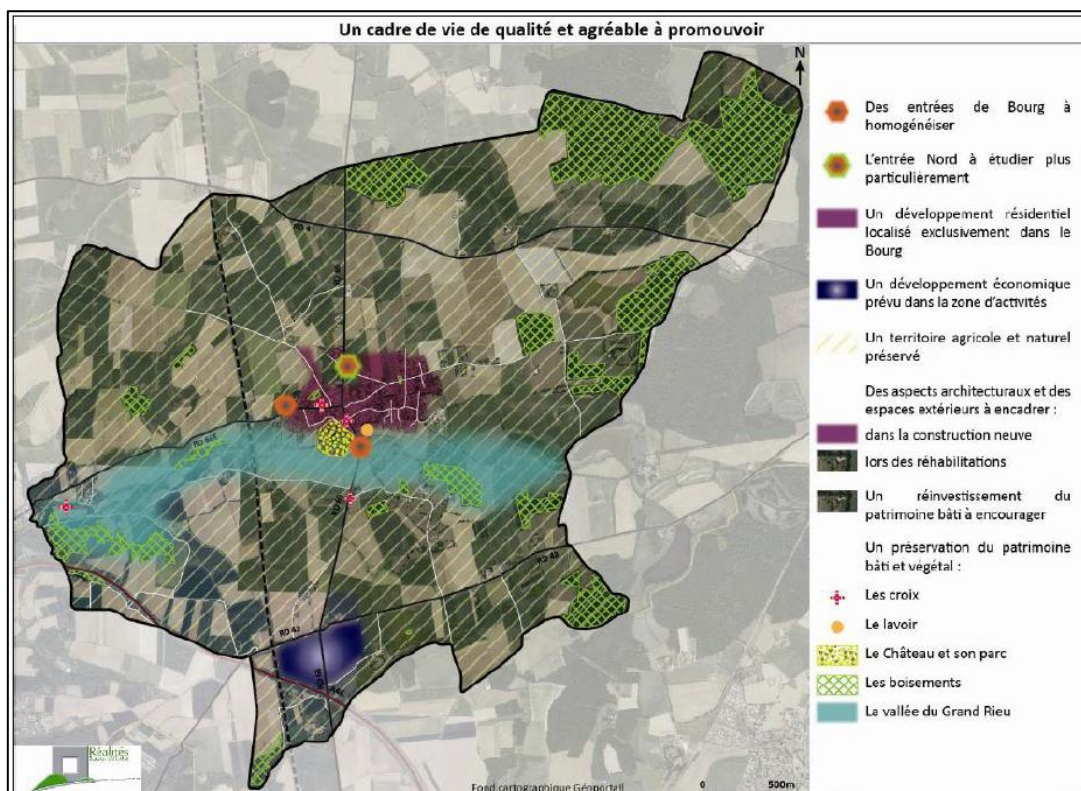 Un cadre de vie de qualité et agréable à promouvoir
N
Des entrées de Bourg à
homogénéiser
L'entrée Nord à étudier plus
particulièrement
Un développement résidentiel
localisé exclusivement dans le
Bourg
Un développement économique
prévu dans la zone d'activités
Un territoire agricole et naturel
préservé
Des aspects architecturaux et des
espaces extérieurs à encadrer :
dans la construction neuve
lors des réhabilitations
Un réinvestissement du
patrimoine bâti à encourager
Un préservation du patrimoine
bâti et végétal :
Les croix
Le lavoir
Le Château et son parc
Les boisements
La vallée du Grand Rieu
RD 4
RD 43
RD 43
Réalités
Fond cartographique Géoportail
0 500m